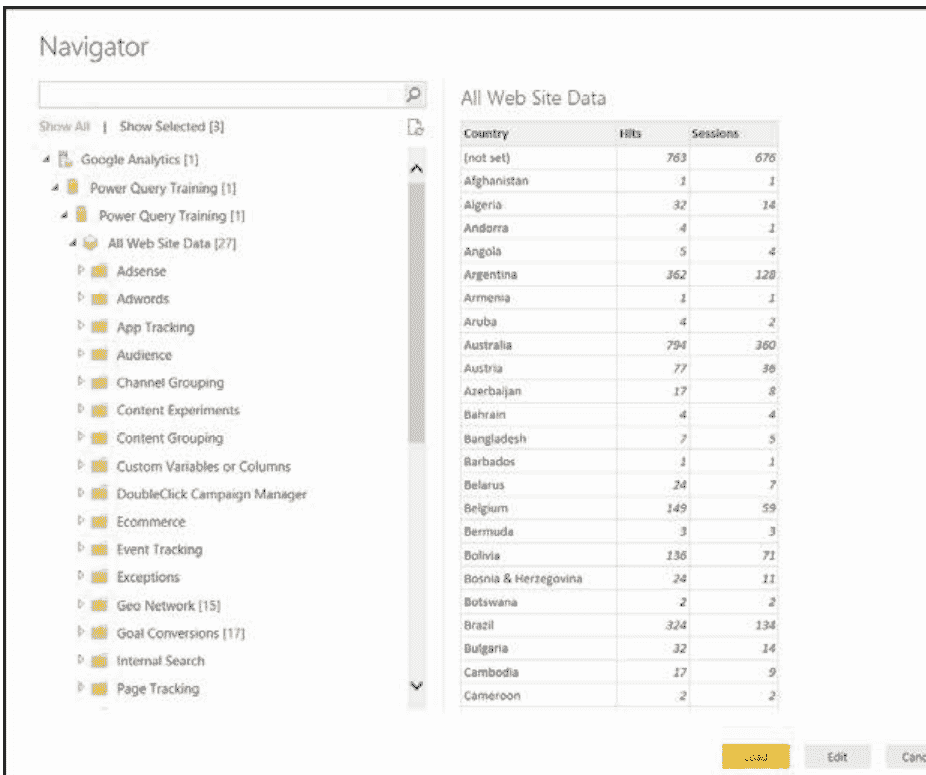 Navigator
Show All | Show Selected [3]
Google Analytics [1]
Power Query Training [1]
Power Query Training [1]
All Web Site Data [27]
Adsense
Adwords
App Tracking
Audience
Channel Grouping
Content Experiments
Content Grouping
Custom Variables or Columns
DoubleClick Campaign Manager
Ecommerce
Event Tracking
Exceptions
Geo Network [15]
Goal Conversions [17]
Internal Search
Page Tracking
All Web Site Data
Country Hits Sessions
(not set) 763 676
Afghanistan 1 1
Algeria 32 14
Andorra 4 1
Angola 5 4
Argentina 362 128
Armenia 1 1
Aruba 4 2
Australia 794 360
Austria 77 36
Azerbaijan 17 8
Bahrain 4 4
Bangladesh 7 5
Barbados 1 1
Belarus 24 7
Belgium 149 59
Bermuda 3 3
Bolivia 136 71
Bosnia & Herzegovina 24 11
Botswana 2 2
Brazil 324 134
Bulgaria 32 14
Cambodia 17 9
Cameroon 2 2
Load Edit Canc